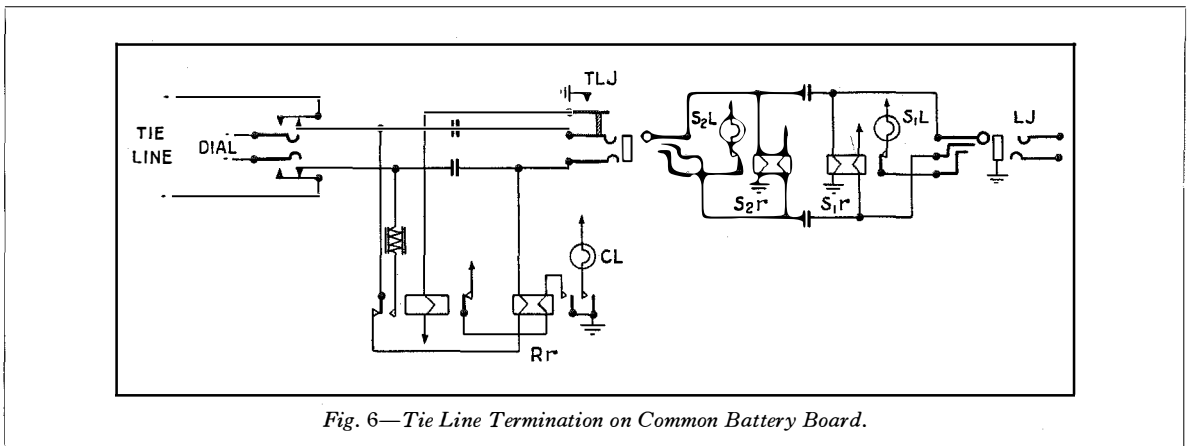 TLJ
TIE
LINE
DIAL
S₂L
S₁L
LJ
S₂r
S₁r
CL
Rr
Fig. 6—Tie Line Termination on Common Battery Board.